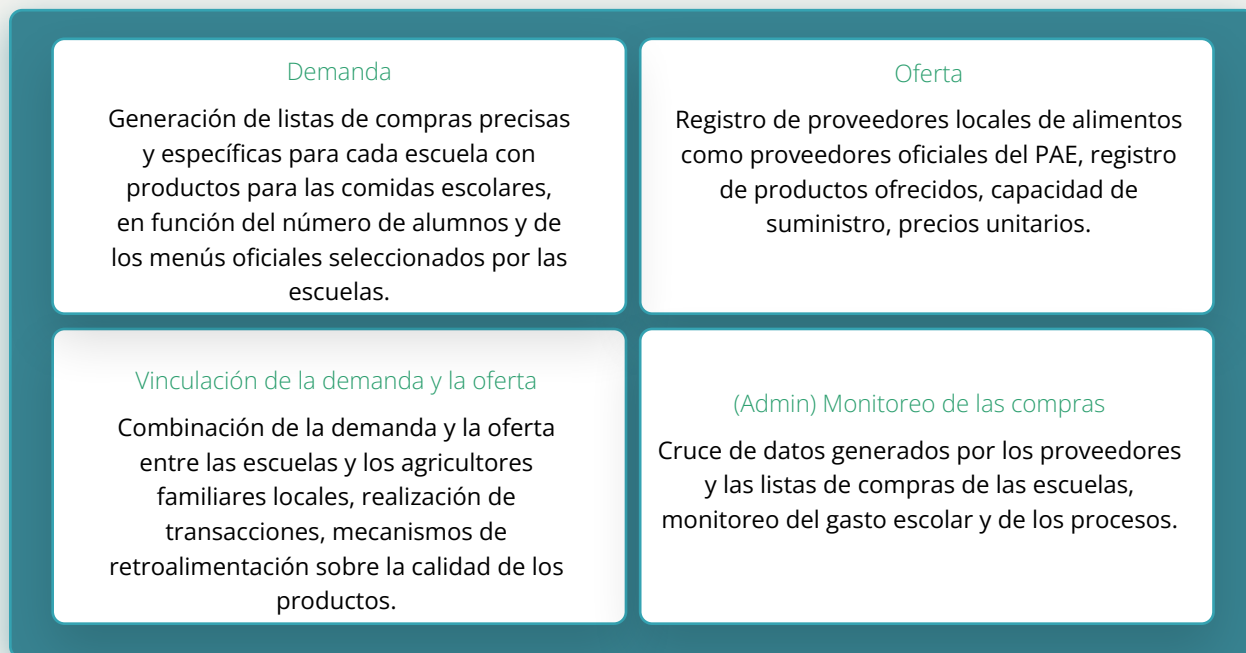 Demanda
Generación de listas de compras precisas
y específicas para cada escuela con
productos para las comidas escolares,
en función del número de alumnos y de
los menús oficiales seleccionados por las
escuelas.
Oferta
Registro de proveedores locales de alimentos
como proveedores oficiales del PAE, registro
de productos ofrecidos, capacidad de
suministro, precios unitarios.
Vinculación de la demanda y la oferta
Combinación de la demanda y la oferta
entre las escuelas y los agricultores
familiares locales, realización de
transacciones, mecanismos de
retroalimentación sobre la calidad de los
productos.
(Admin) Monitoreo de las compras
Cruce de datos generados por los proveedores
y las listas de compras de las escuelas,
monitoreo del gasto escolar y de los procesos.